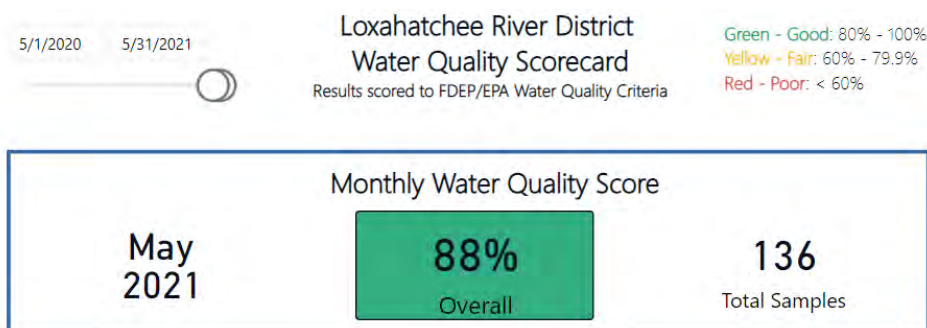 5/1/2020 5/31/2021
Loxahatchee River District
Water Quality Scorecard
Results scored to FDEP/EPA Water Quality Criteria
Green - Good: 80% - 100%
Yellow - Fair: 60% - 79.9%
Red - Poor: < 60%
Monthly Water Quality Score
May
2021
88%
Overall
136
Total Samples